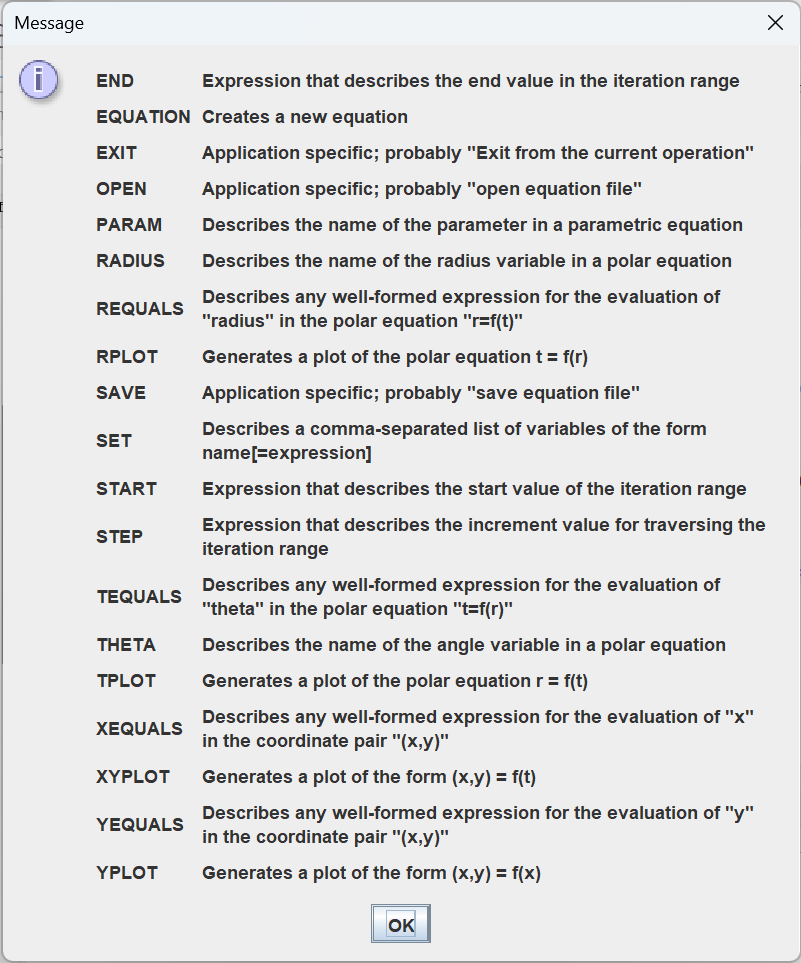 Message
END Expression that describes the end value in the iteration range
EQUATION Creates a new equation
EXIT Application specific; probably "Exit from the current operation"
OPEN Application specific; probably "open equation file"
PARAM Describes the name of the parameter in a parametric equation
RADIUS Describes the name of the radius variable in a polar equation
REQUALS Describes any well-formed expression for the evaluation of
"radius" in the polar equation "r=f(t)"
RPLOT Generates a plot of the polar equation t = f(r)
SAVE Application specific; probably "save equation file"
SET Describes a comma-separated list of variables of the form
name[=expression]
START Expression that describes the start value of the iteration range
STEP Expression that describes the increment value for traversing the
iteration range
TEQUALS Describes any well-formed expression for the evaluation of
"theta" in the polar equation "t=f(r)"
THETA Describes the name of the angle variable in a polar equation
TPLOT Generates a plot of the polar equation r = f(t)
XEQUALS Describes any well-formed expression for the evaluation of "x"
in the coordinate pair "(x,y)"
XYPLOT Generates a plot of the form (x,y) = f(t)
YEQUALS Describes any well-formed expression for the evaluation of "y"
in the coordinate pair "(x,y)"
YPLOT Generates a plot of the form (x,y) = f(x)
OK